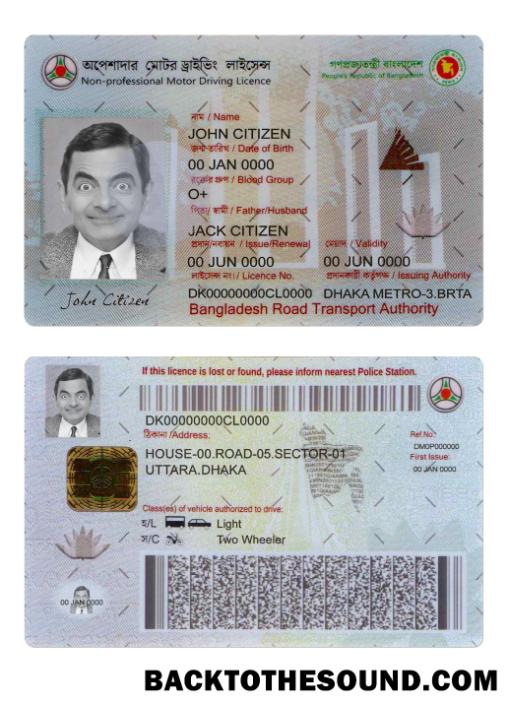 অপেশাদার মোটর ড্রাইভিং লাইসেন্স
Non-professional Motor Driving Licence
গণপ্রজাতন্ত্রী বাংলাদেশ
People's Republic of Bangladesh
নাম / Name
JOHN CITIZEN
জন্ম তারিখ / Date of Birth
00 JAN 0000
রক্তের গ্রুপ / Blood Group
O+
পিতা/ স্বামী / Father/Husband
JACK CITIZEN
প্রদান/নবায়ন / Issue/Renewal মেয়াদ / Validity
00 JUN 0000 00 JUN 0000
লাইসেন্স নং / Licence No. প্রদানকারী কর্তৃপক্ষ / Issuing Authority
DK00000000CL0000 DHAKA METRO-3.BRTA
Bangladesh Road Transport Authority
John Citizen
If this licence is lost or found, please inform nearest Police Station.
DK00000000CL0000
ঠিকানা /Address:
HOUSE-00.ROAD-05.SECTOR-01
UTTARA.DHAKA
Ref.No:
DM0P000000
First Issue:
00 JAN 0000
Class(es) of vehicle authorized to drive:
হ/L Light
ম/C Two Wheeler
00 JAN 0000
BACKTOTHESOUND.COM